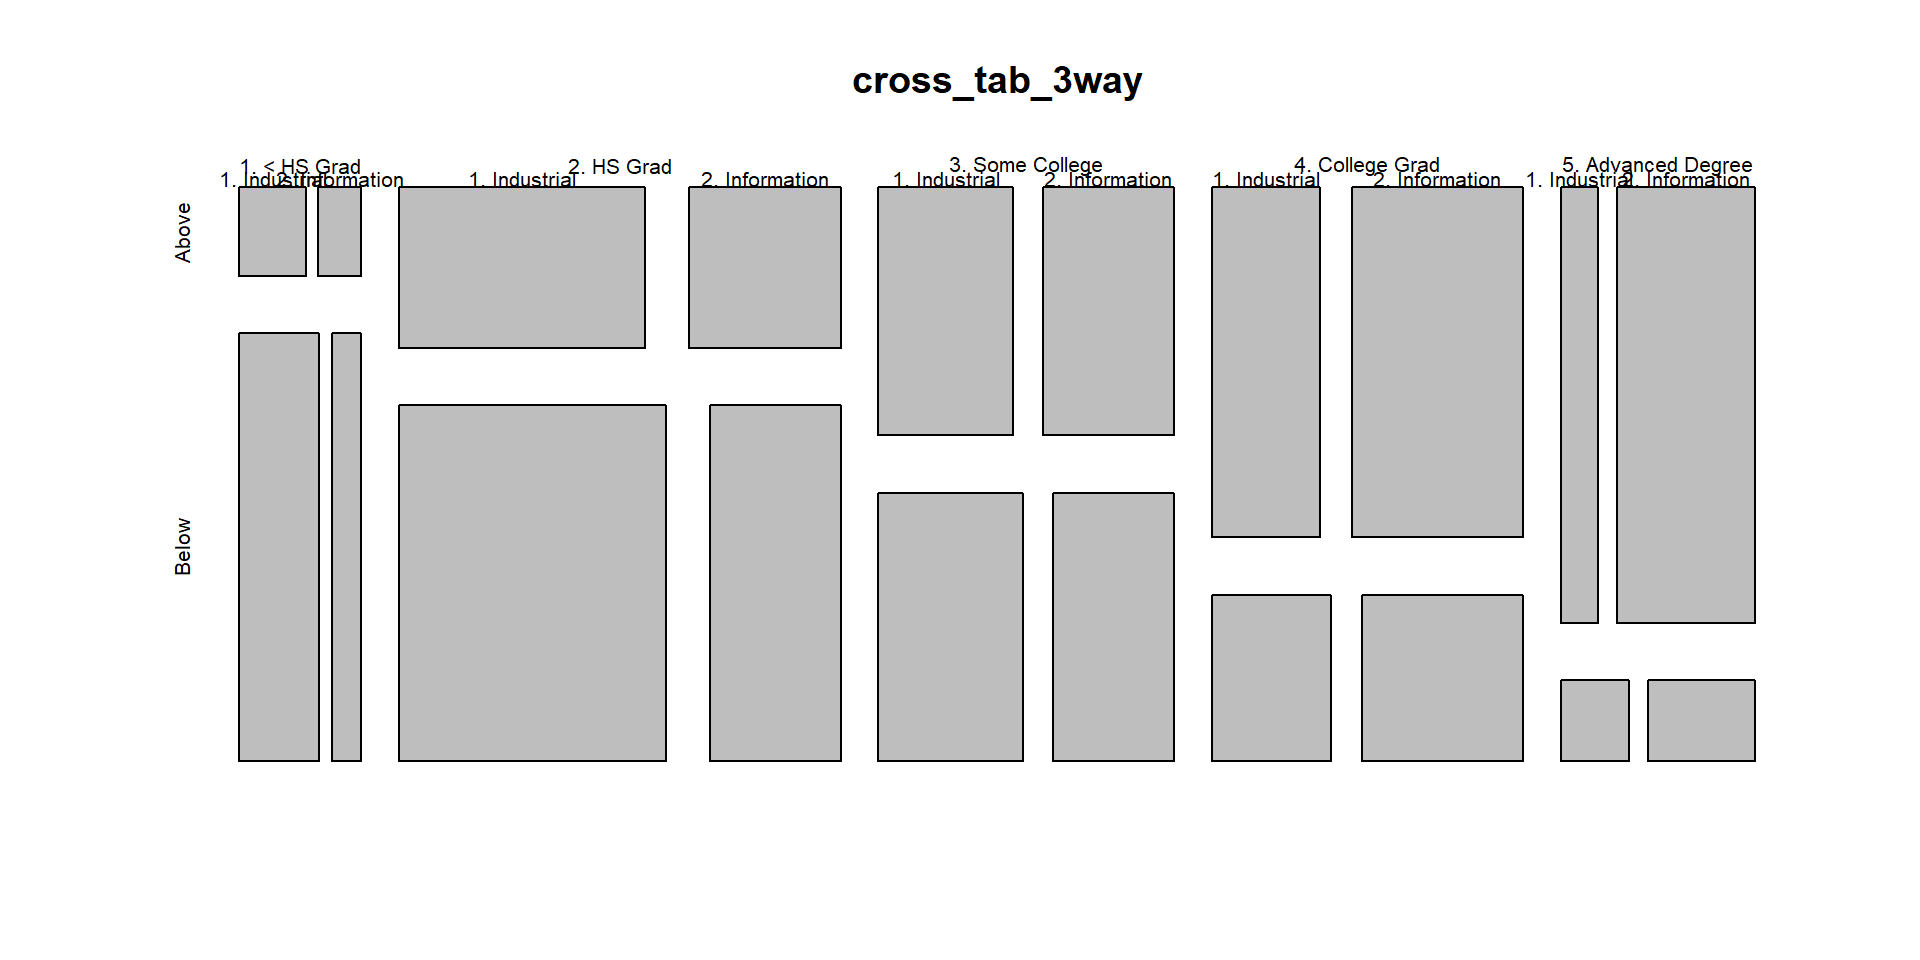 cross_tab_3way
1. < HS Grad 2. HS Grad 3. Some College 4. College Grad 5. Advanced Degree
1. Industrial 2. Information 1. Industrial 2. Information 1. Industrial 2. Information 1. Industrial 2. Information 1. Industrial 2. Information
Above
Below